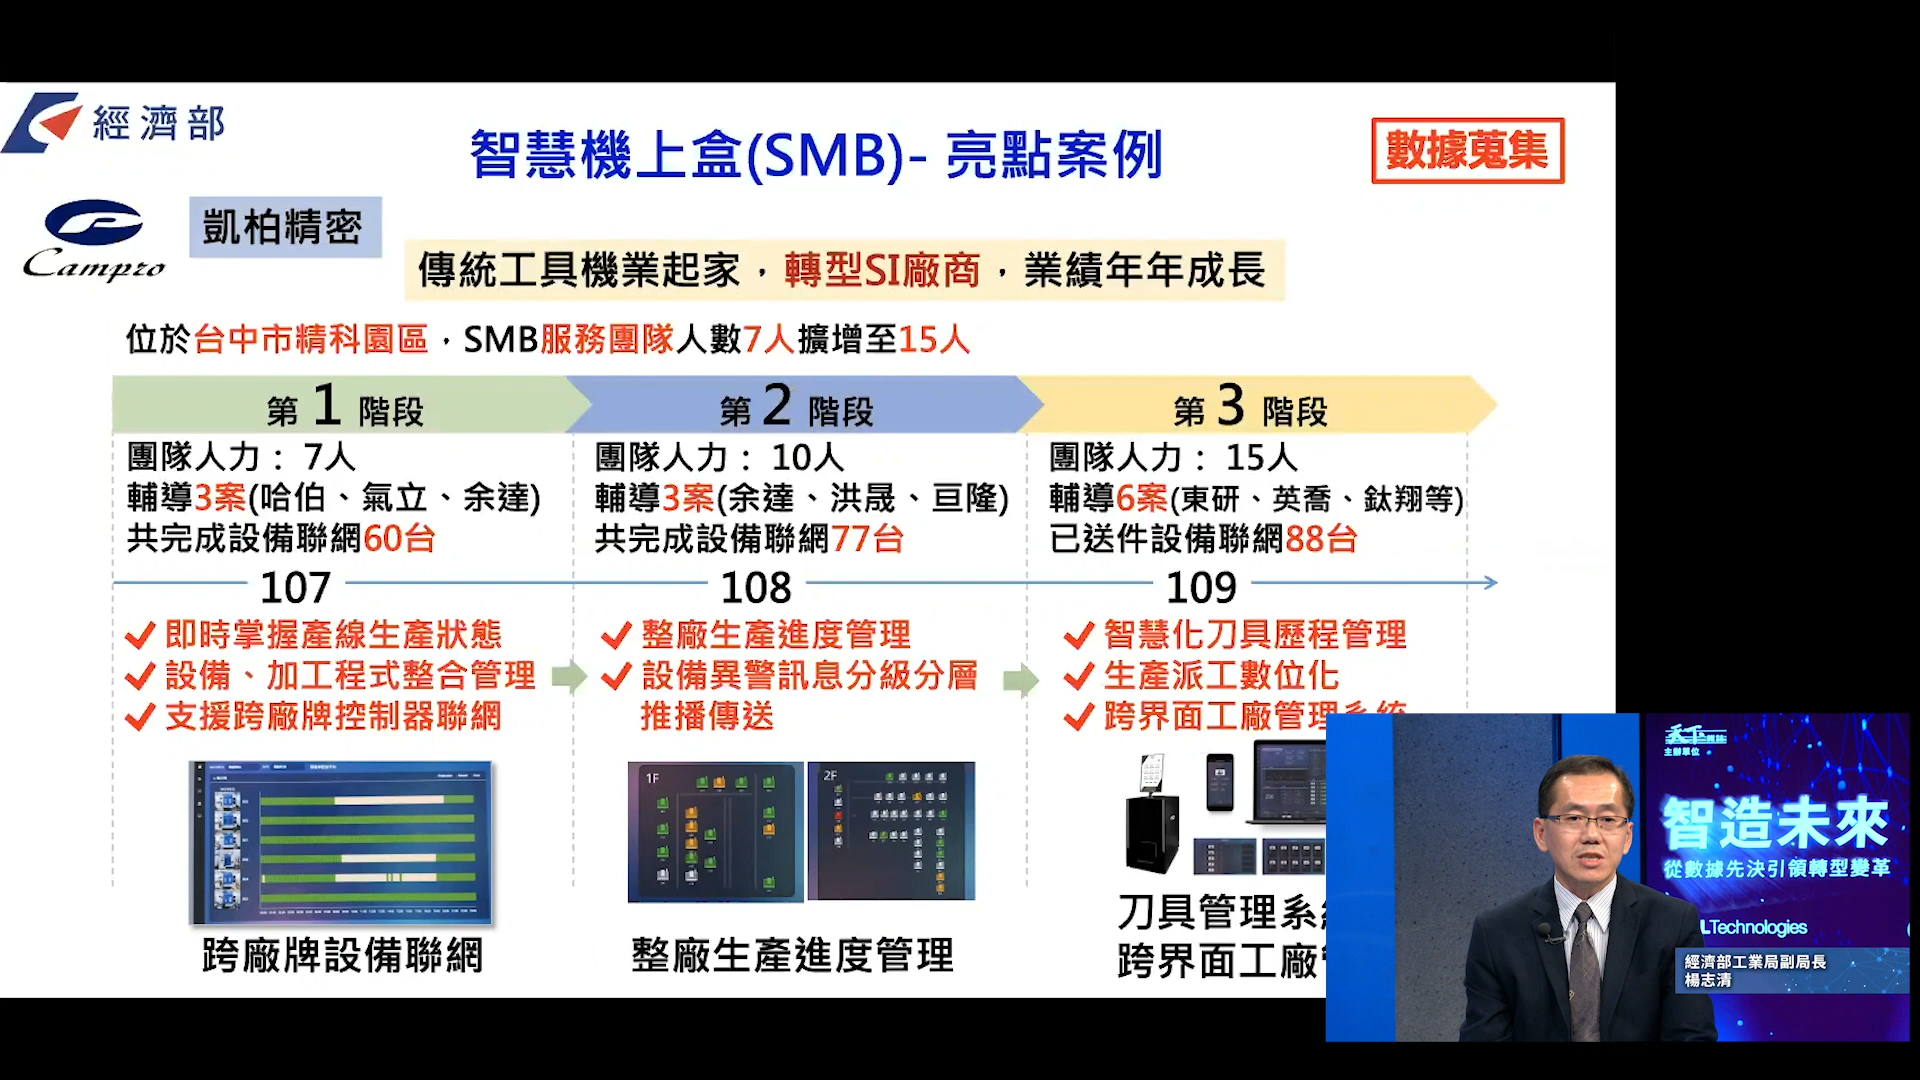 經濟部
智慧機上盒(SMB)- 亮點案例
數據蒐集
Campro
凱柏精密
傳統工具機業起家，轉型SI廠商，業績年年成長
位於台中市精科園區，SMB服務團隊人數7人擴增至15人
第 1 階段
第 2 階段
第 3 階段
團隊人力： 7人
輔導3案(哈伯、氣立、余達)
共完成設備聯網60台
團隊人力： 10人
輔導3案(余達、洪晟、亘隆)
共完成設備聯網77台
團隊人力： 15人
輔導6案(東研、英喬、鈦翔等)
已送件設備聯網88台
107
108
109
即時掌握產線生產狀態
設備、加工程式整合管理
支援跨廠牌控制器聯網
整廠生產進度管理
設備異警訊息分級分層
推播傳送
智慧化刀具歷程管理
生產派工數位化
跨界面工廠管理系統
1F
2F
跨廠牌設備聯網
整廠生產進度管理
刀具管理系
跨界面工廠
天下雜誌
主辦單位
智造未來
從數據先決引領轉型變革
LTechnologies
經濟部工業局副局長
楊志清